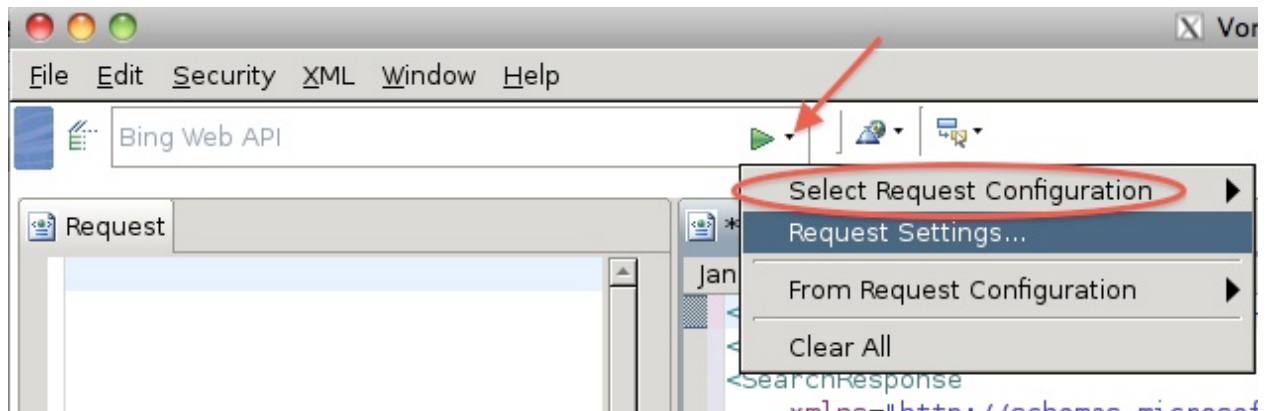 X Vor
File Edit Security XML Window Help
Bing Web API
Select Request Configuration
Request Settings...
From Request Configuration
Clear All
Request
*
Jan
<
<
<SearchResponse